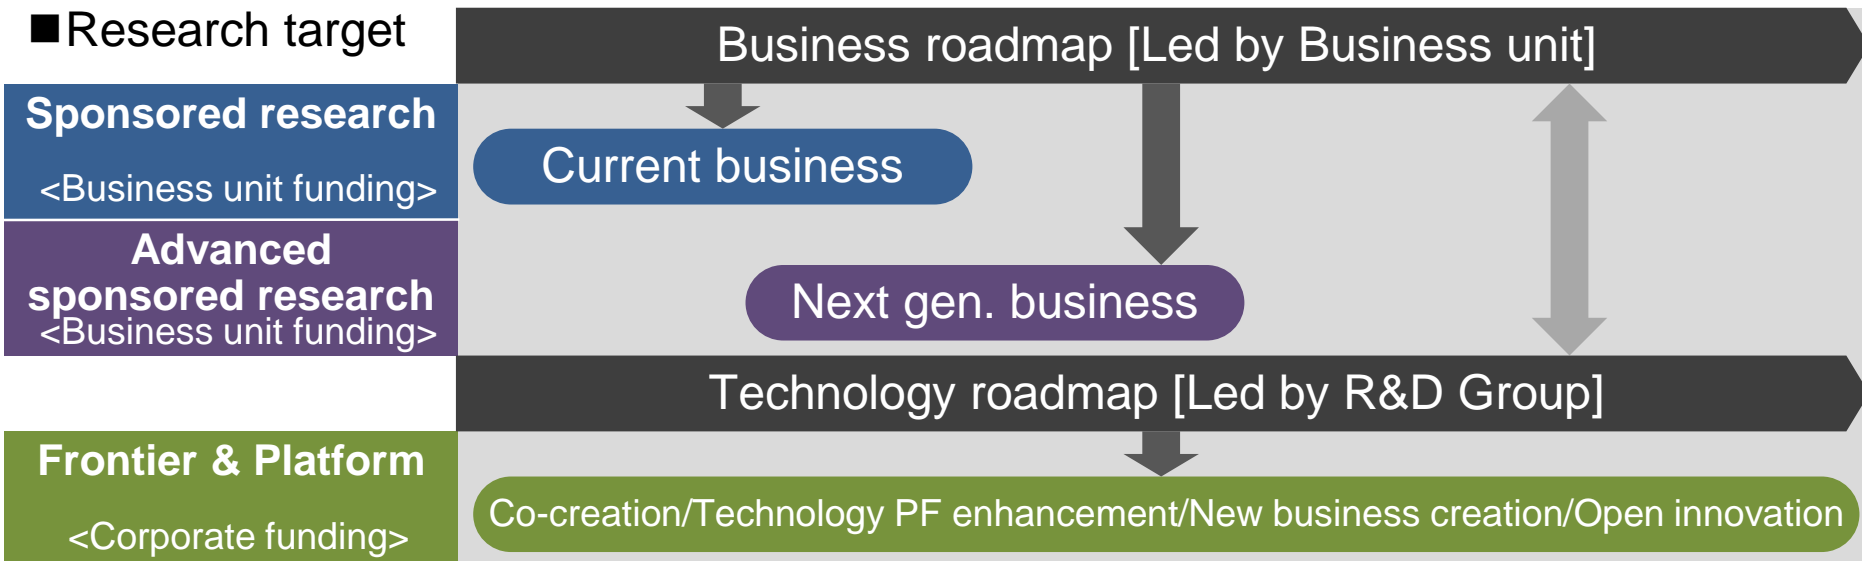 ■Research target
Business roadmap [Led by Business unit]
Sponsored research
<Business unit funding>
Current business
Advanced
sponsored research
<Business unit funding>
Next gen. business
Technology roadmap [Led by R&D Group]
Frontier & Platform
<Corporate funding>
Co-creation/Technology PF enhancement/New business creation/Open innovation